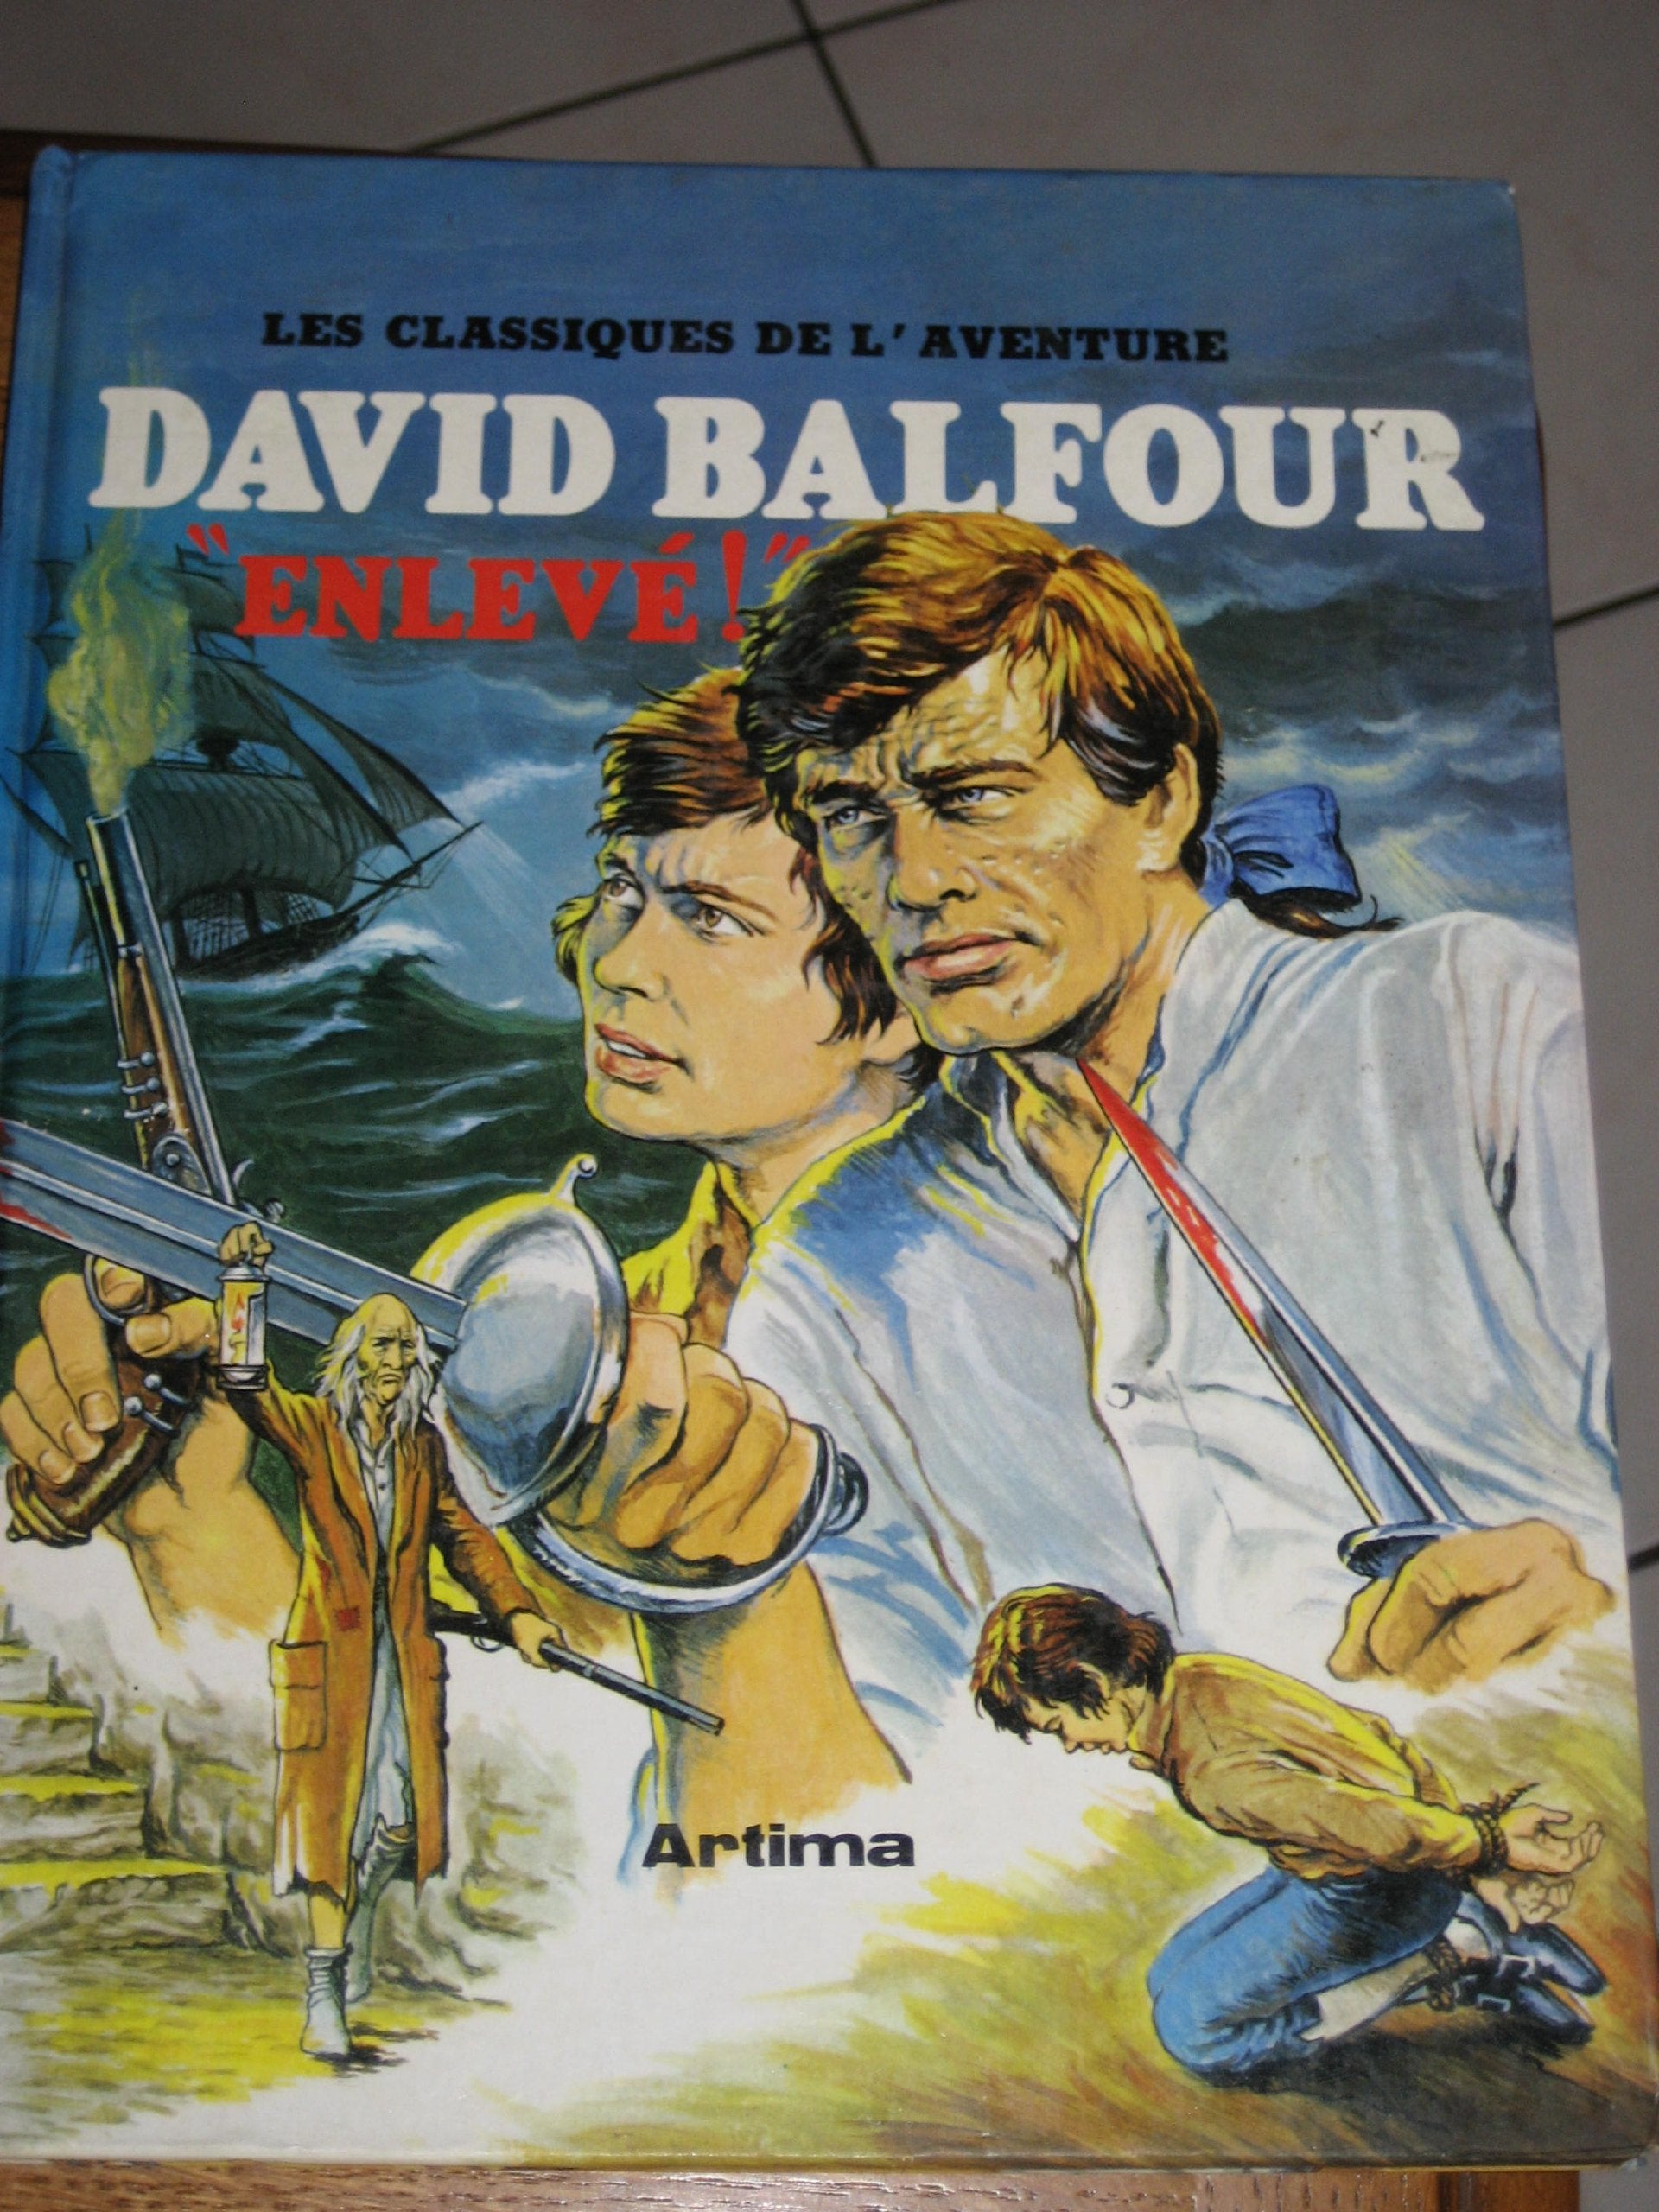 LES CLASSIQUES DE L'AVENTURE
DAVID BALFOUR
"ENLEVÉ!"
Artima